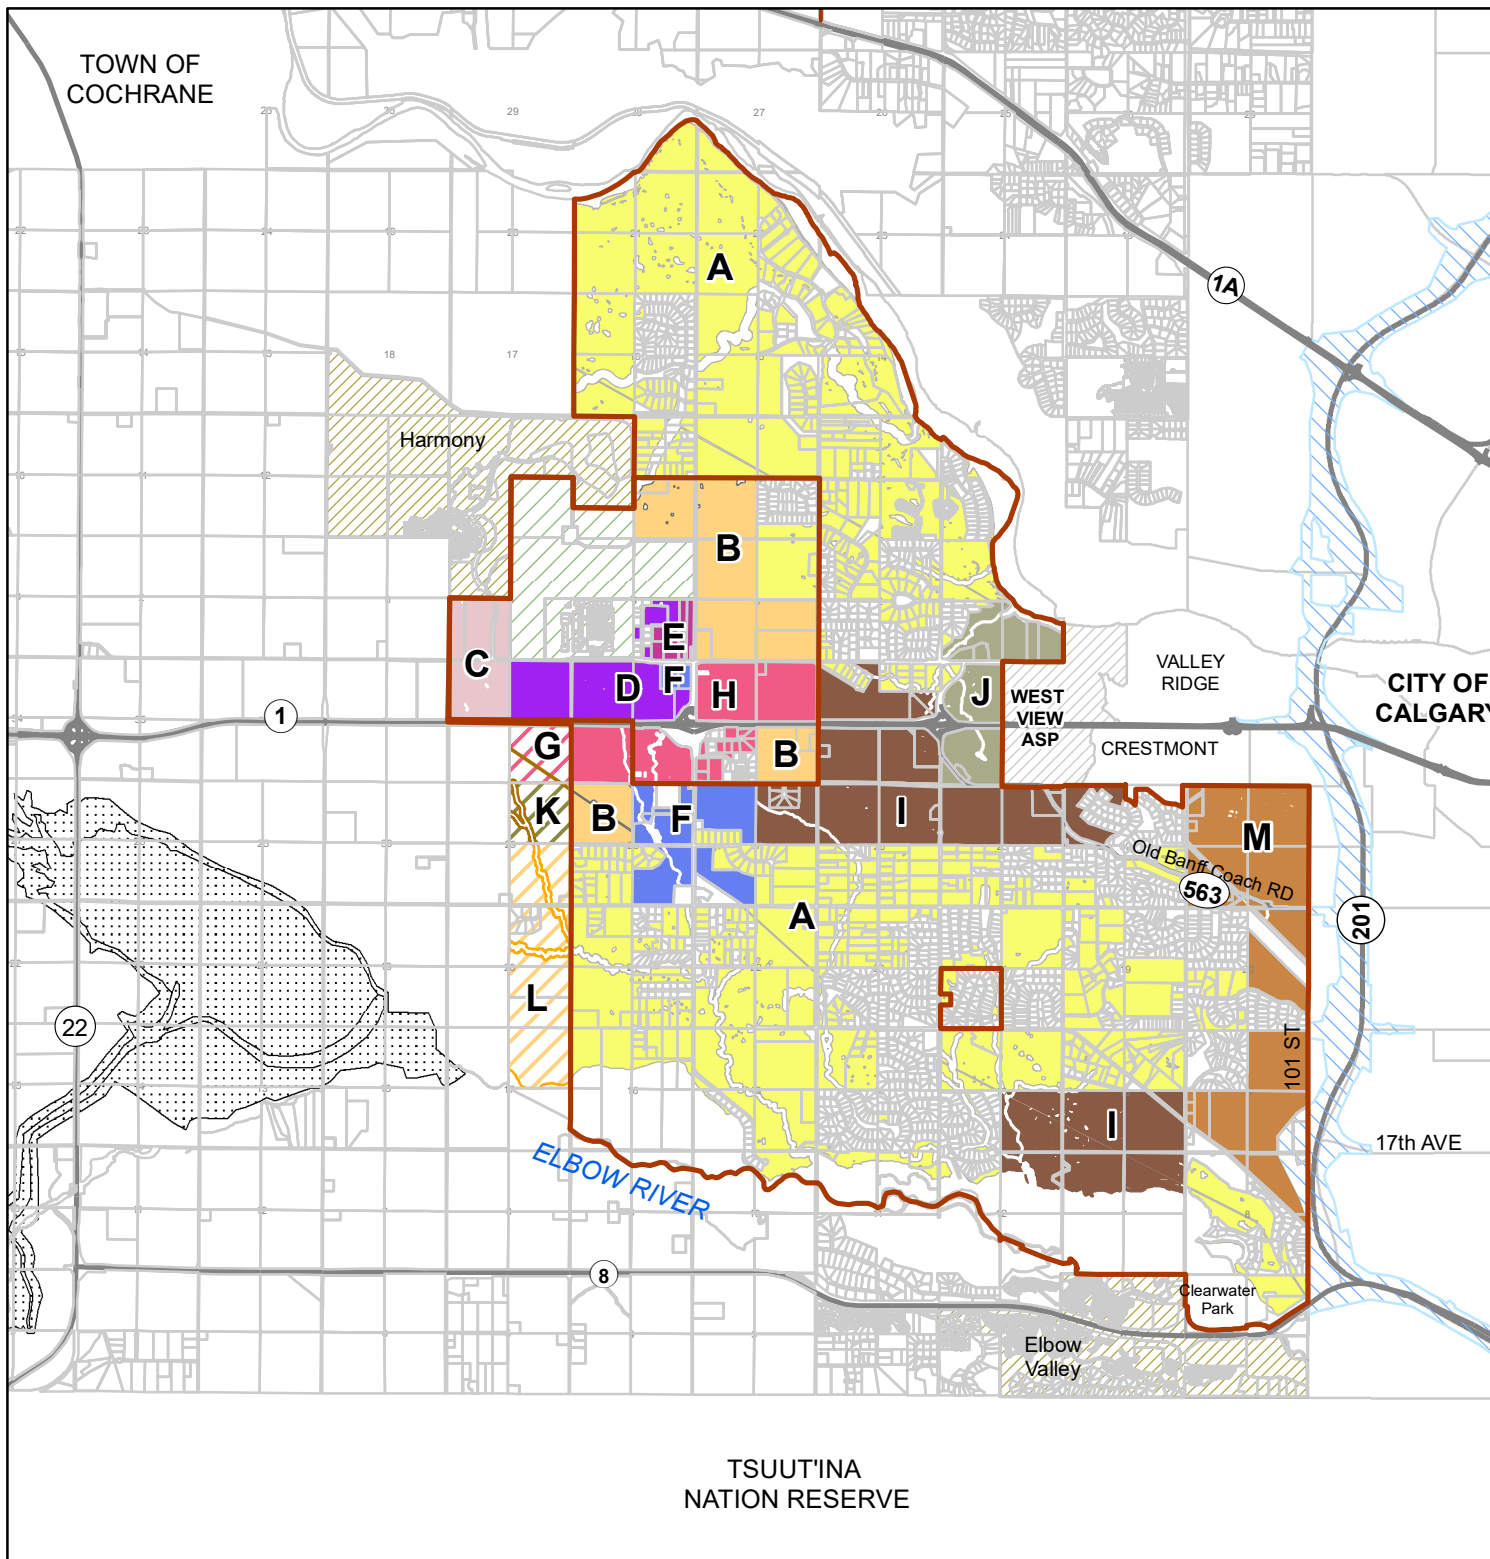 TOWN OF
COCHRANE
29
28
27
1A
18
17
Harmony
A
B
C
E
F
D
H
J
WEST
VIEW
ASP
VALLEY
RIDGE
CITY OF
CALGARY
1
G
B
CRESTMONT
K
B
F
I
M
Old Banff Coach RD
563
A
201
19
L
22
101 ST
I
17th AVE
ELBOW RIVER
8
Clearwater
Park
Elbow
Valley
TSUUT'INA
NATION RESERVE